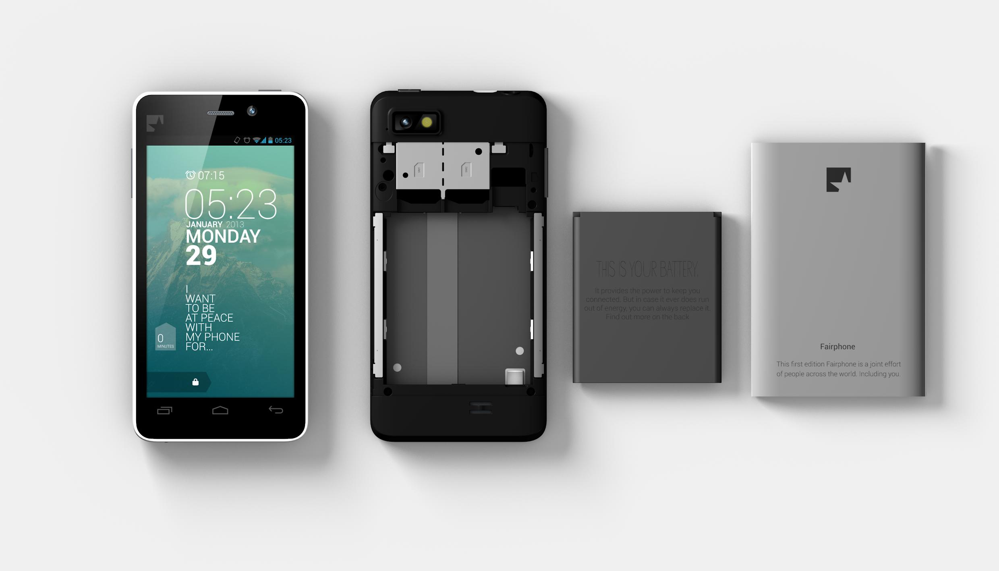 05:23
07:15
05:23
JANUARY 2013
MONDAY
29
I
WANT
TO BE
AT PEACE
WITH
MY PHONE
FOR...
0
MINUTES
SIM1
SIM2
THIS IS YOUR BATTERY.
It provides the power to keep you
connected. But in case it ever does run
out of energy, you can always replace it.
Find out more on the back
Fairphone
This first edition Fairphone is a joint effort
of people across the world. Including you.